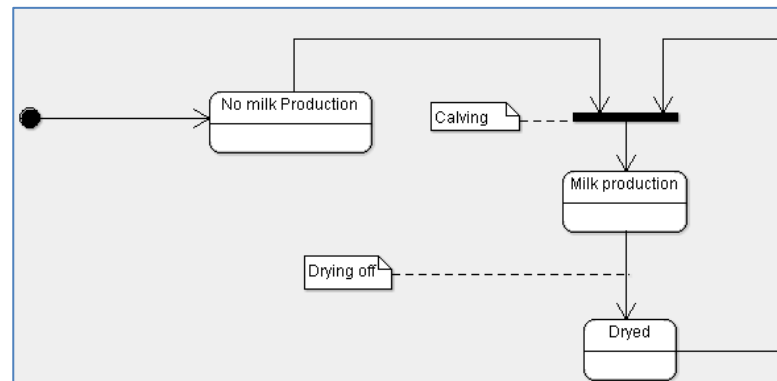 No milk Production
Calving
Milk production
Drying off
Dryed